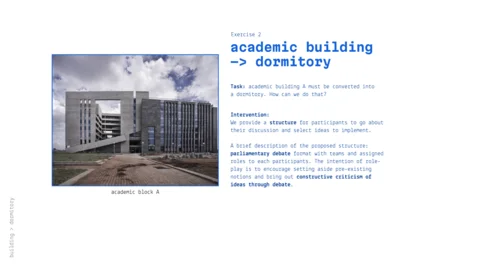 Exercise 2
academic building
—> dormitory
Task: academic building A must be converted into
a dormitory. How can we do that?
Intervention:
We provide a structure for participants to go about
their discussion and select ideas to implement.
A brief description of the proposed structure:
parliamentary debate format with teams and assigned
roles to each participants. The intention of role-
play is to encourage setting aside pre-existing
notions and bring out constructive criticism of
ideas through debate.
academic block A
Building > dormitory